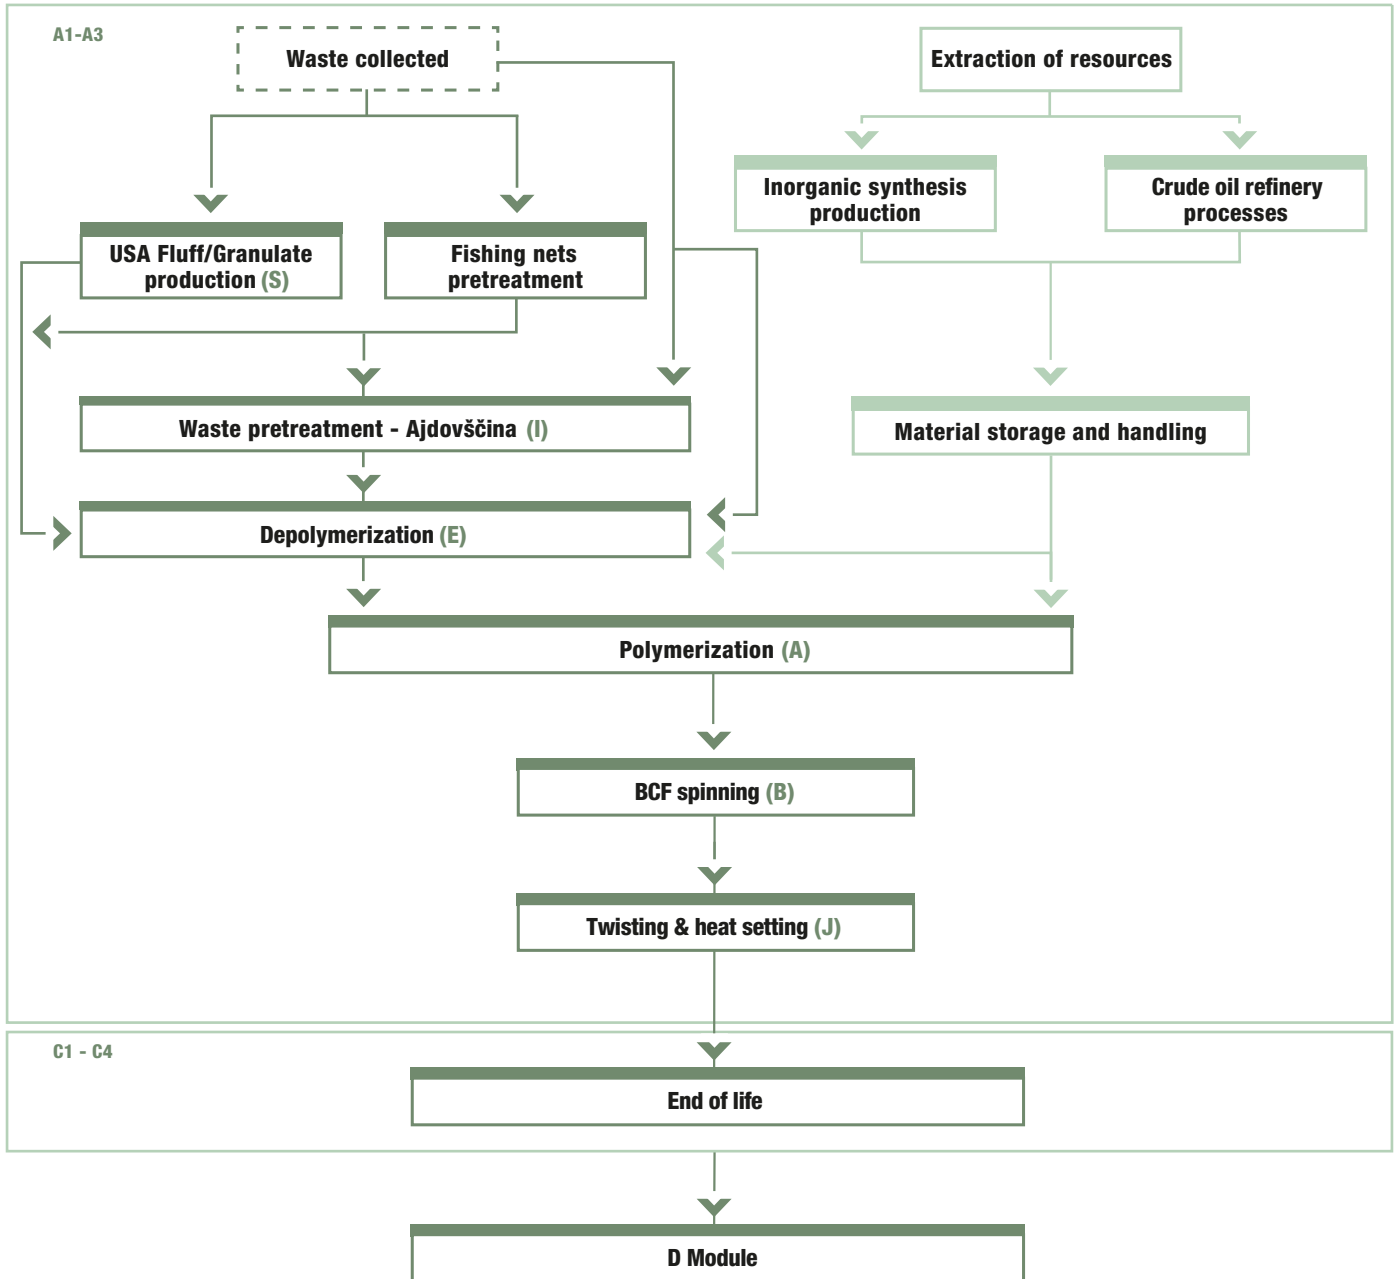 A1-A3
Waste collected
Extraction of resources
Inorganic synthesis
production
Crude oil refinery
processes
USA Fluff/Granulate
production (S)
Fishing nets
pretreatment
Waste pretreatment - Ajdovščina (I)
Material storage and handling
Depolymerization (E)
Polymerization (A)
BCF spinning (B)
Twisting & heat setting (J)
C1 - C4
End of life
D Module